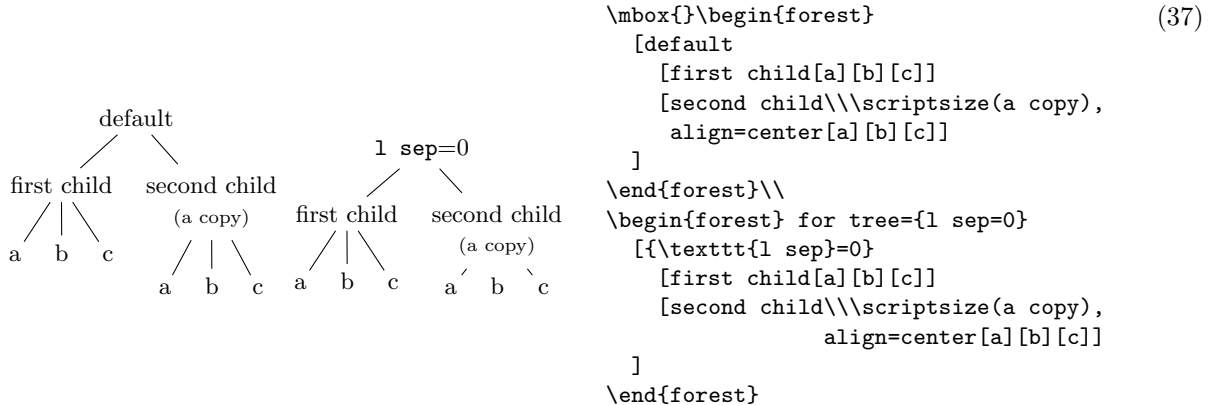 default
first child second child
(a copy)
a b c a b c
l sep=0
first child second child
(a copy)
a b c a b c
\mbox{}\begin{forest}
[default
[first child[a][b][c]]
[second child\\\scriptsize(a copy),
align=center[a][b][c]]
]
\end{forest}\\
\begin{forest} for tree={l sep=0}
[{\texttt{l sep}=0}
[first child[a][b][c]]
[second child\\\scriptsize(a copy),
align=center[a][b][c]]
]
\end{forest}
(37)